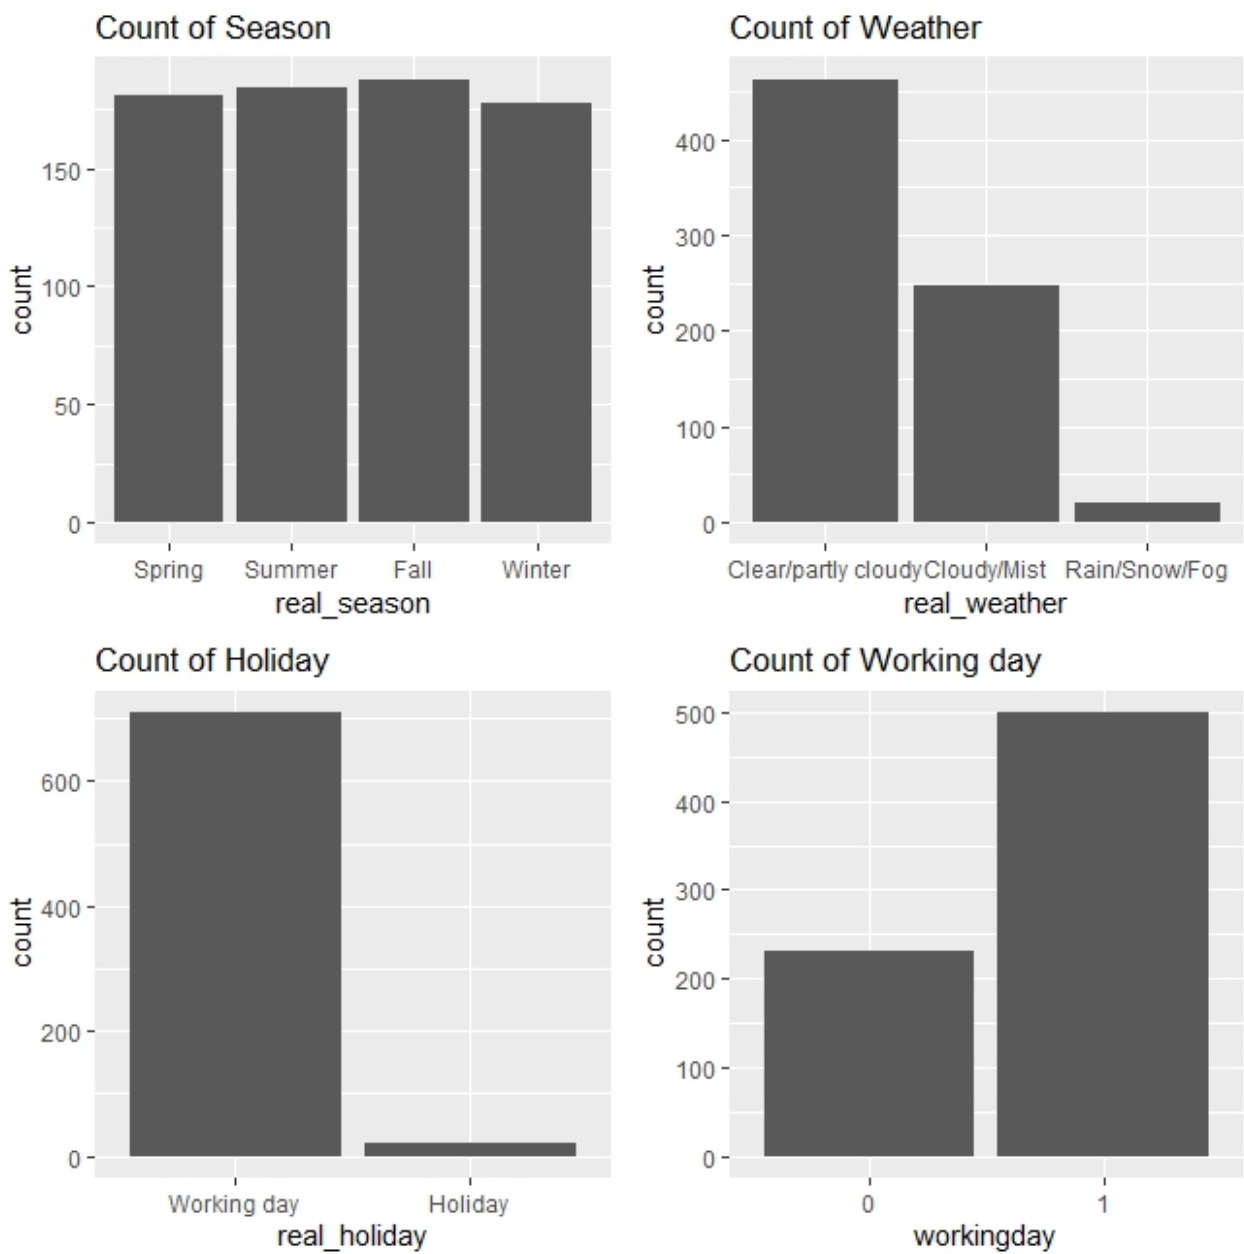 Count of Season
count
150
100
50
0
Spring Summer Fall Winter
real_season
Count of Weather
count
400
300
200
100
0
Clear/partly cloudy Cloudy/Mist Rain/Snow/Fog
real_weather
Count of Holiday
count
600
400
200
0
Working day Holiday
real_holiday
Count of Working day
count
500
400
300
200
100
0
0 1
workingday